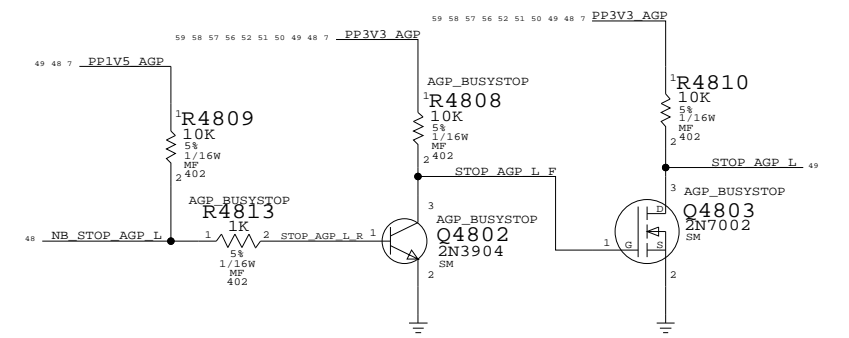 59 58 57 56 52 51 50 49 48 7 PP3V3_AGP
59 58 57 56 52 51 50 49 48 7 PP3V3_AGP
49 48 7 PP1V5_AGP
1 R4809
10K
5%
1/16W
MF
2 402
AGP_BUSYSTOP
1 R4808
10K
5%
1/16W
MF
2 402
1 R4810
10K
5%
1/16W
MF
2 402
STOP_AGP_L 49
STOP_AGP_L_F
AGP_BUSYSTOP
R4813
1K
48 NB_STOP_AGP_L 1 2 STOP_AGP_L_R 1
5%
1/16W
MF
402
3
AGP_BUSYSTOP
Q4802
2N3904
SM
2
3 AGP_BUSYSTOP
D Q4803
2N7002
1 G S SM
2